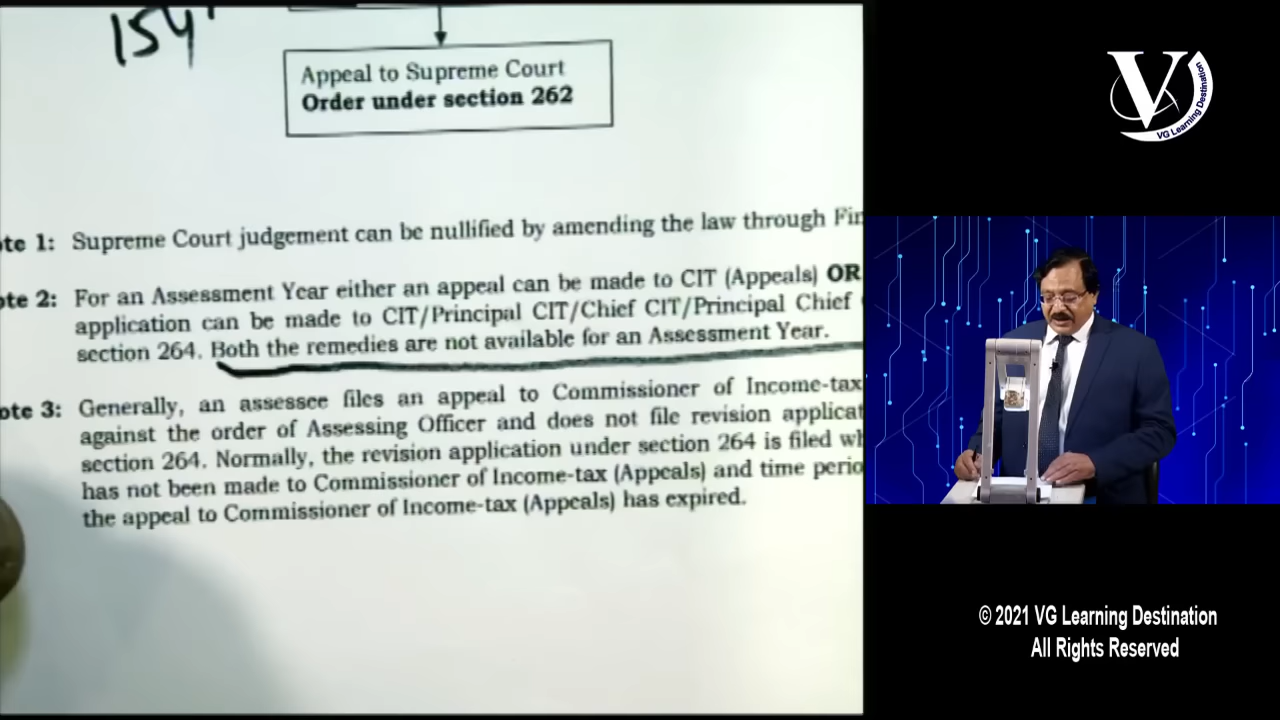 154
Appeal to Supreme Court
Order under section 262
V
VG Learning Destination
te 1: Supreme Court judgement can be nullified by amending the law through Fin
ote 2: For an Assessment Year either an appeal can be made to CIT (Appeals) OR
application can be made to CIT/Principal CIT/Chief CIT/Principal Chief
section 264. Both the remedies are not available for an Assessment Year.
ote 3: Generally, an assessee files an appeal to Commissioner of Income-tax
against the order of Assessing Officer and does not file revision applicat
section 264. Normally, the revision application under section 264 is filed wh
has not been made to Commissioner of Income-tax (Appeals) and time perio
the appeal to Commissioner of Income-tax (Appeals) has expired.
© 2021 VG Learning Destination
All Rights Reserved